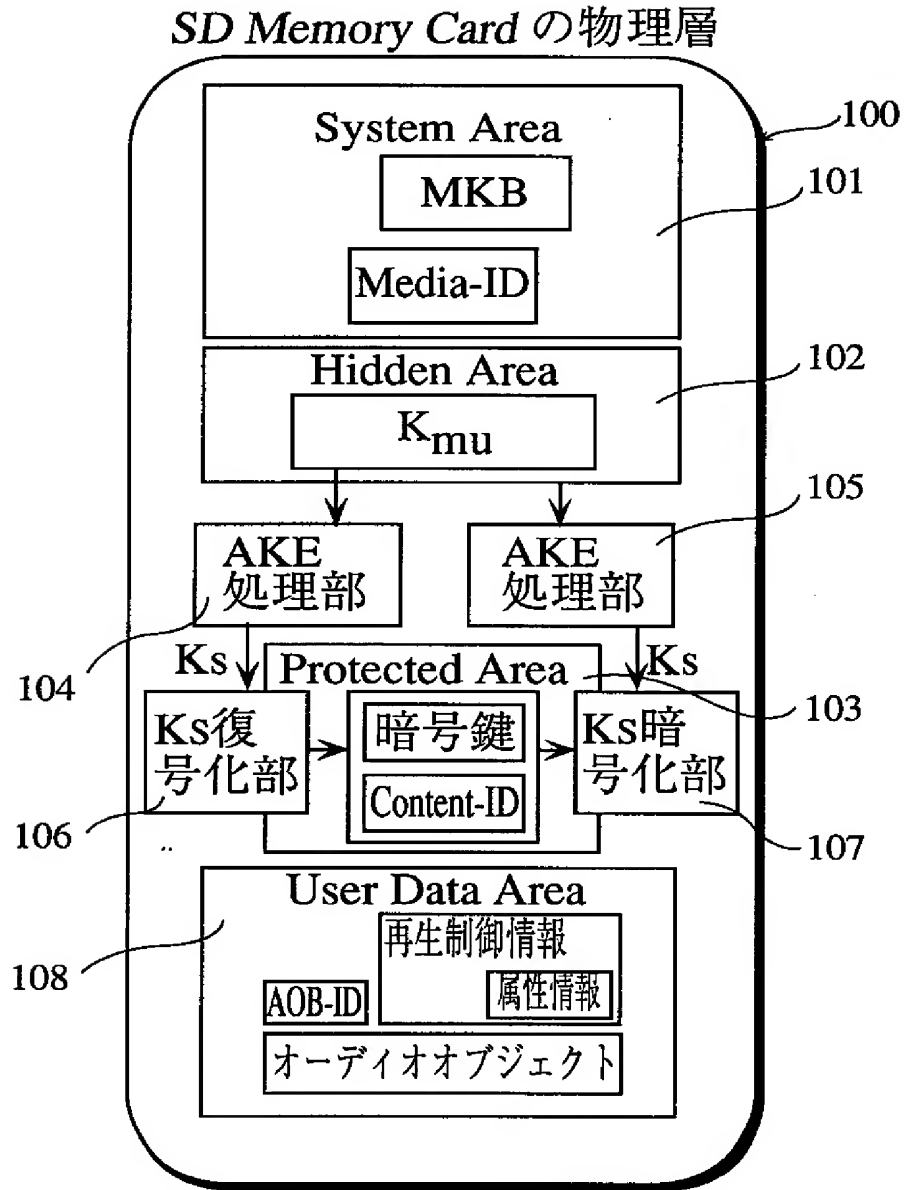 SD Memory Card の物理層
100
System Area
101
MKB
Media-ID
Hidden Area
102
Kmu
105
AKE
処理部
AKE
処理部
104
Ks
Ks
Protected Area
103
Ks復
号化部
暗号鍵
Content-ID
Ks暗
号化部
106
107
User Data Area
再生制御情報
108
属性情報
AOB-ID
オーディオオブジェクト